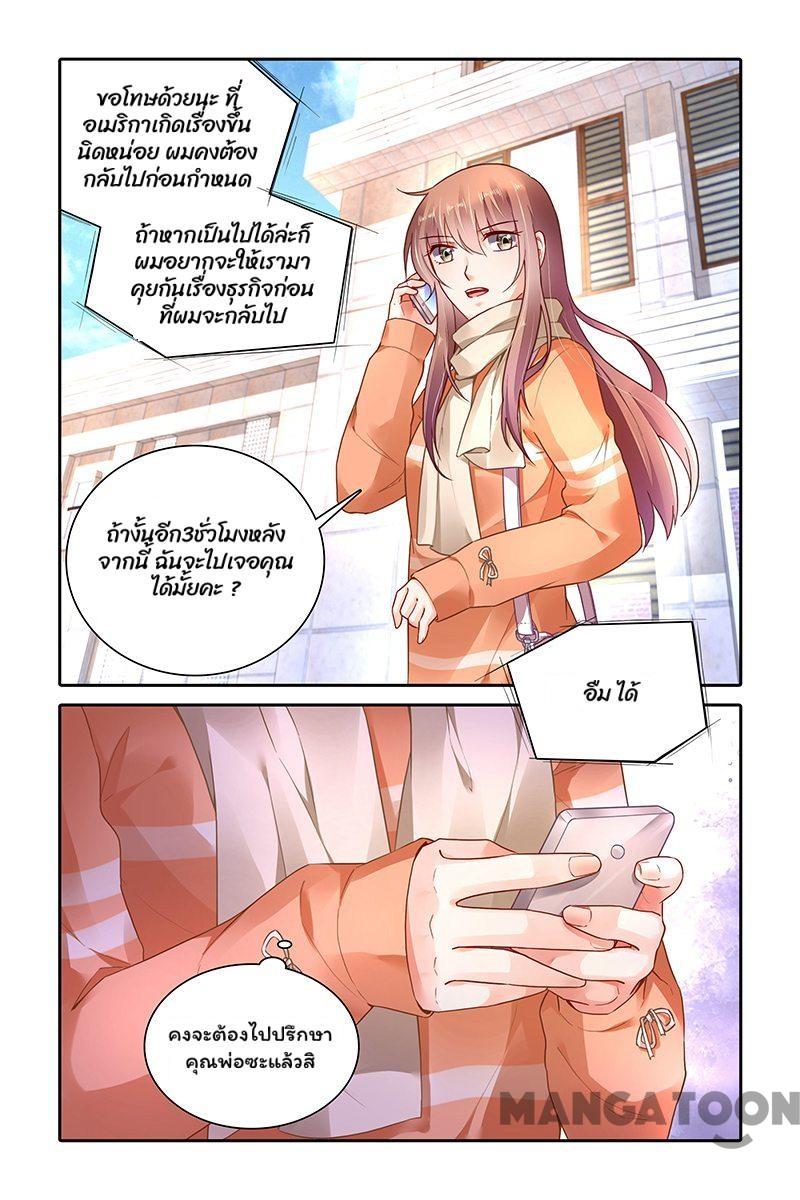 ขอโทษด้วยนะ ที่
อเมริกาเกิดเรื่องขึ้น
นิดหน่อย ผมคงต้อง
กลับไปก่อนกำหนด
ถ้าหากเป็นไปได้ล่ะก็
ผมอยากจะให้เรามา
คุยกันเรื่องธุรกิจก่อน
ที่ผมจะกลับไป
ถ้างั้นอีก3ชั่วโมงหลัง
จากนี้ ฉันจะไปเจอคุณ
ได้มั้ยคะ ?
อืม ได้
คงจะต้องไปปรึกษา
คุณพ่อซะแล้วสิ
MANGATOON